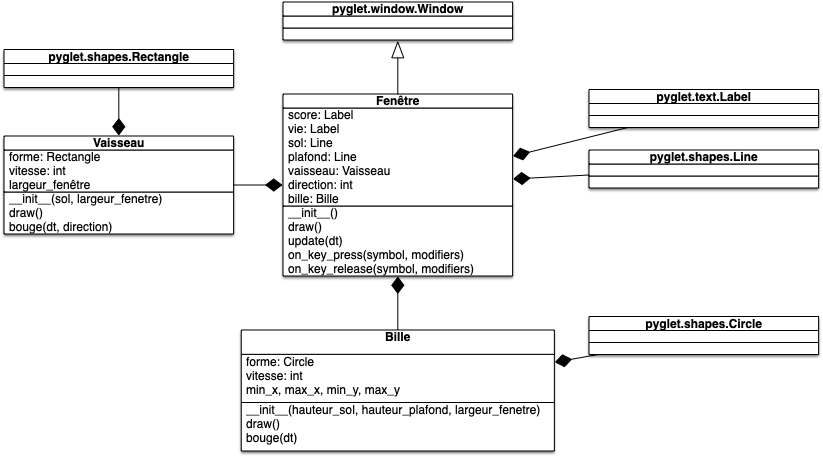 pyglet.window.Window
pyglet.shapes.Rectangle
Vaisseau
forme: Rectangle
vitesse: int
largeur_fenêtre
__init__(sol, largeur_fenetre)
draw()
bouge(dt, direction)
Fenêtre
score: Label
vie: Label
sol: Line
plafond: Line
vaisseau: Vaisseau
direction: int
bille: Bille
__init__()
draw()
update(dt)
on_key_press(symbol, modifiers)
on_key_release(symbol, modifiers)
pyglet.text.Label
pyglet.shapes.Line
Bille
forme: Circle
vitesse: int
min_x, max_x, min_y, max_y
__init__(hauteur_sol, hauteur_plafond, largeur_fenetre)
draw()
bouge(dt)
pyglet.shapes.Circle